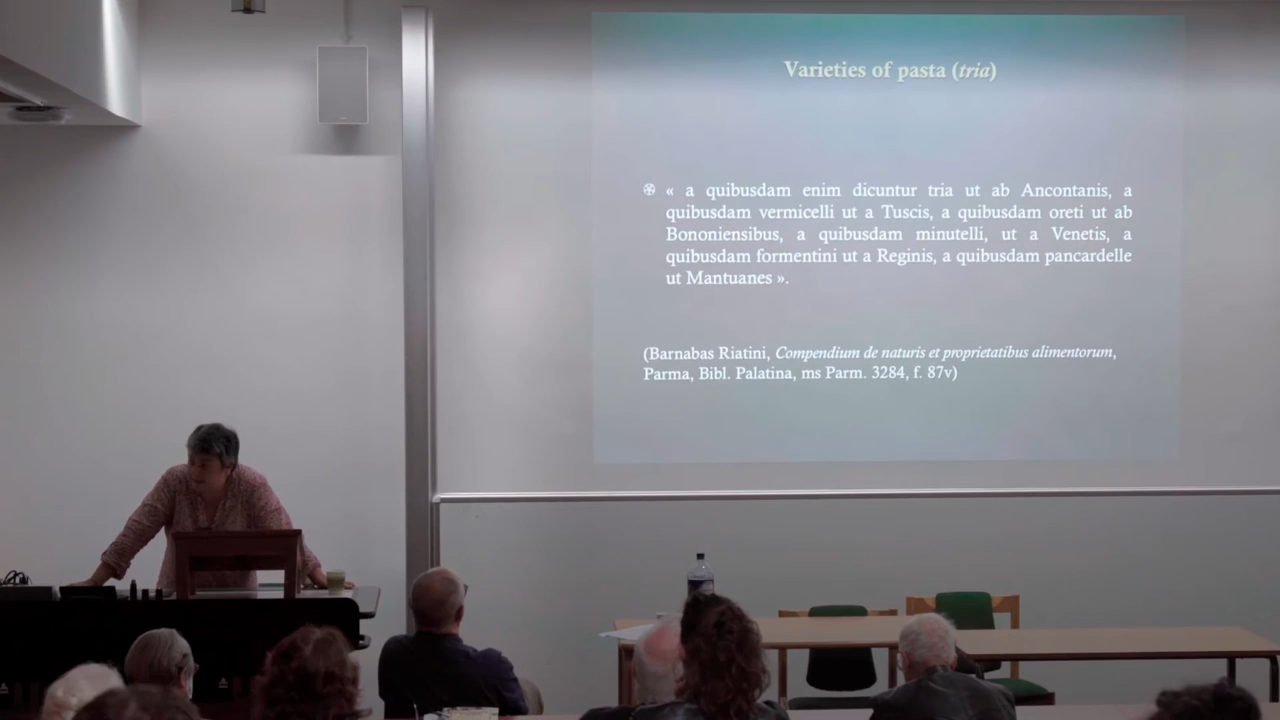 Varieties of pasta (tria)
« a quibusdam enim dicuntur tria ut ab Ancontanis, a
quibusdam vermicelli ut a Tuscis, a quibusdam oreti ut ab
Bononiensibus, a quibusdam minutelli, ut a Venetis, a
quibusdam formentini ut a Reginis, a quibusdam pancardelle
ut Mantuanes ».
(Barnabas Riatini, Compendium de naturis et proprietatibus alimentorum,
Parma, Bibl. Palatina, ms Parm. 3284, f. 87v)